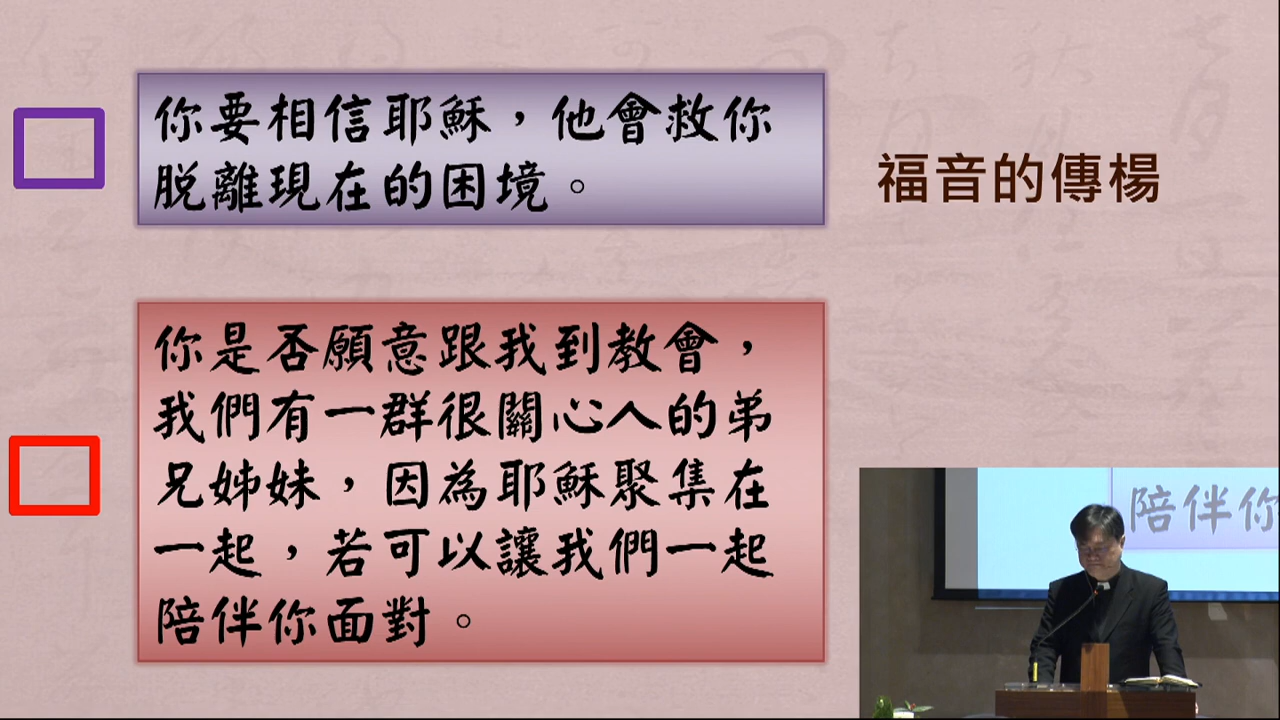 你要相信耶穌，他會救你
脫離現在的困境。
福音的傳楊
你是否願意跟我到教會，
我們有一群很關心人的弟
兄姊妹，因為耶穌聚集在
一起，若可以讓我們一起
陪伴你面對。
陪伴你